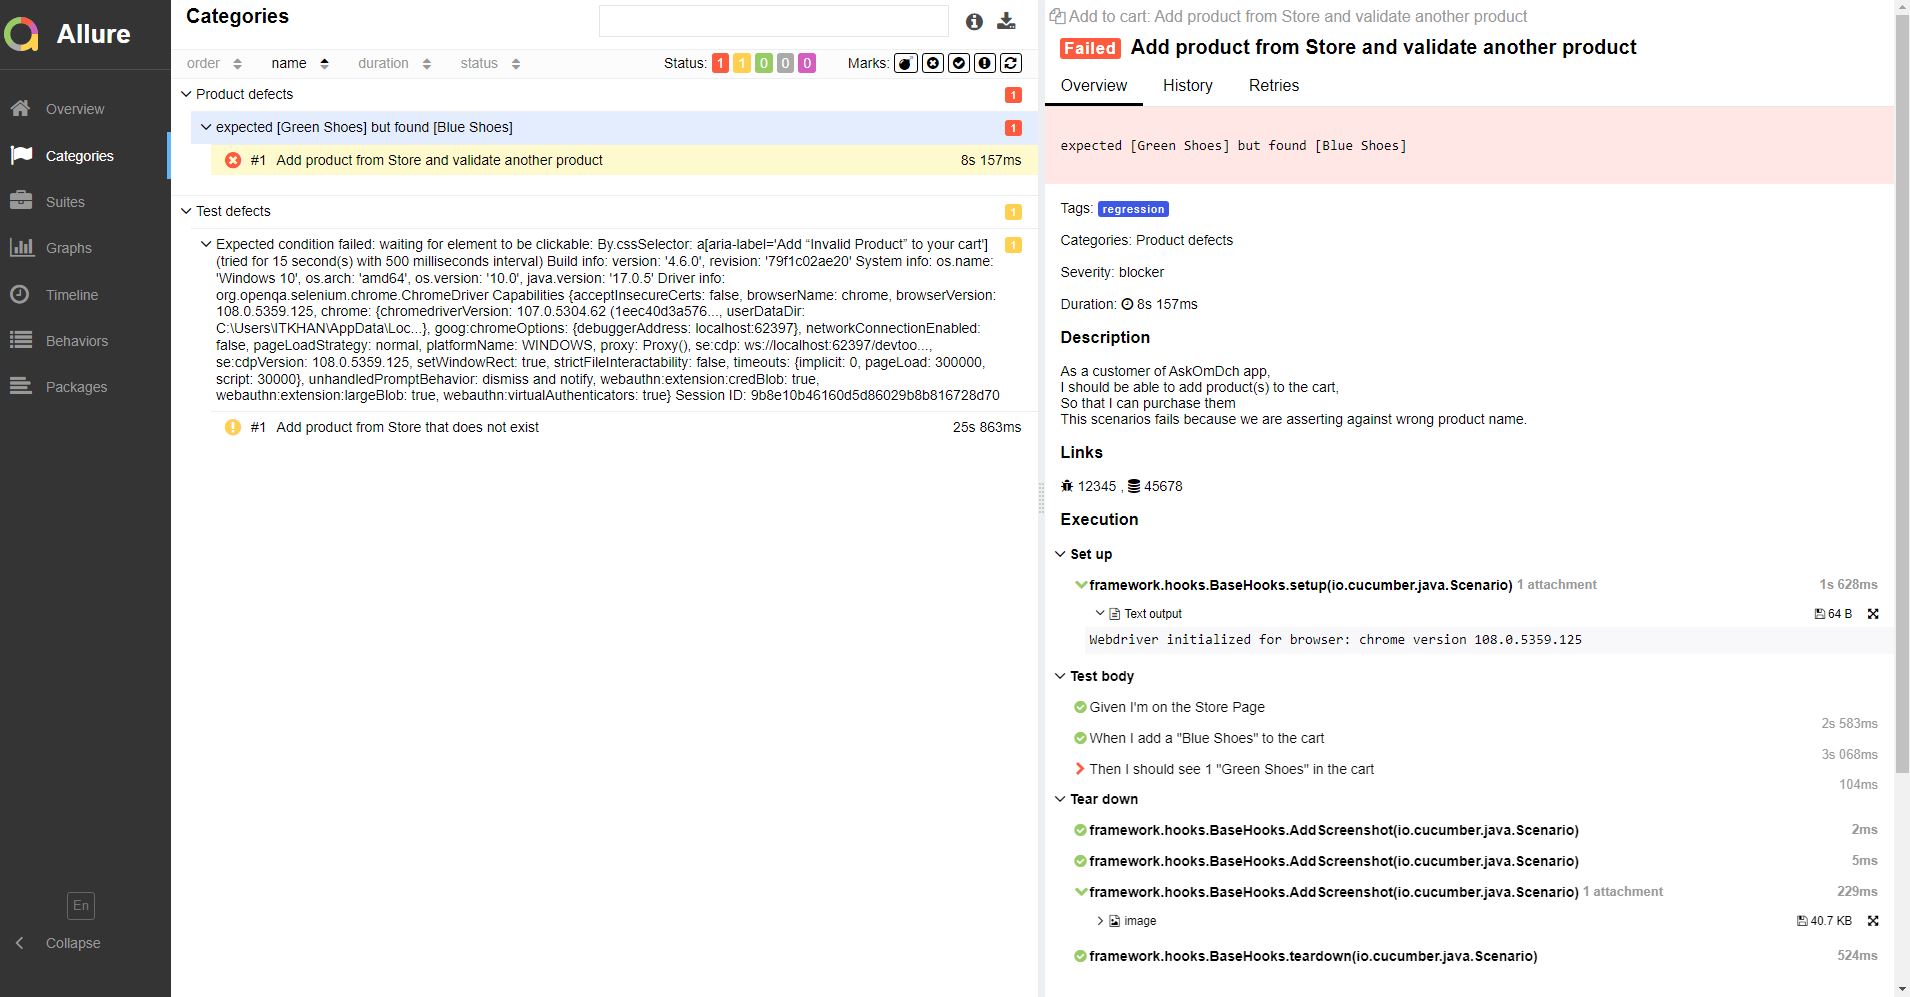 Allure
Overview
Categories
Suites
Graphs
Timeline
Behaviors
Packages
En
Collapse
Categories
order name duration status Status: 1 1 0 0 0 Marks:
Product defects 1
expected [Green Shoes] but found [Blue Shoes] 1
#1 Add product from Store and validate another product 8s 157ms
Test defects 1
Expected condition failed: waiting for element to be clickable: By.cssSelector: a[aria-label='Add “Invalid Product” to your cart'] 1
(tried for 15 second(s) with 500 milliseconds interval) Build info: version: '4.6.0', revision: '79f1c02ae20' System info: os.name:
'Windows 10', os.arch: 'amd64', os.version: '10.0', java.version: '17.0.5' Driver info:
org.openqa.selenium.chrome.ChromeDriver Capabilities {acceptInsecureCerts: false, browserName: chrome, browserVersion:
108.0.5359.125, chrome: {chromedriverVersion: 107.0.5304.62 (1eec40d3a576..., userDataDir:
C:\Users\ITKHAN\AppData\Loc...}, goog:chromeOptions: {debuggerAddress: localhost:62397}, networkConnectionEnabled:
false, pageLoadStrategy: normal, platformName: WINDOWS, proxy: Proxy(), se:cdp: ws://localhost:62397/devtoo...,
se:cdpVersion: 108.0.5359.125, setWindowRect: true, strictFileInteractability: false, timeouts: {implicit: 0, pageLoad: 300000,
script: 30000}, unhandledPromptBehavior: dismiss and notify, webauthn:extension:credBlob: true,
webauthn:extension:largeBlob: true, webauthn:virtualAuthenticators: true} Session ID: 9b8e10b46160d5d86029b8b816728d70
#1 Add product from Store that does not exist 25s 863ms
Add to cart: Add product from Store and validate another product
Failed Add product from Store and validate another product
Overview History Retries
expected [Green Shoes] but found [Blue Shoes]
Tags: regression
Categories: Product defects
Severity: blocker
Duration: 8s 157ms
Description
As a customer of AskOmDch app,
I should be able to add product(s) to the cart,
So that I can purchase them
This scenarios fails because we are asserting against wrong product name.
Links
12345 , 45678
Execution
Set up
framework.hooks.BaseHooks.setup(io.cucumber.java.Scenario) 1 attachment 1s 628ms
Text output 64 B
Webdriver initialized for browser: chrome version 108.0.5359.125
Test body
Given I'm on the Store Page
2s 583ms
When I add a "Blue Shoes" to the cart
3s 068ms
Then I should see 1 "Green Shoes" in the cart
104ms
Tear down
framework.hooks.BaseHooks.AddScreenshot(io.cucumber.java.Scenario) 2ms
framework.hooks.BaseHooks.AddScreenshot(io.cucumber.java.Scenario) 5ms
framework.hooks.BaseHooks.AddScreenshot(io.cucumber.java.Scenario) 1 attachment 229ms
image 40.7 KB
framework.hooks.BaseHooks.teardown(io.cucumber.java.Scenario) 524ms